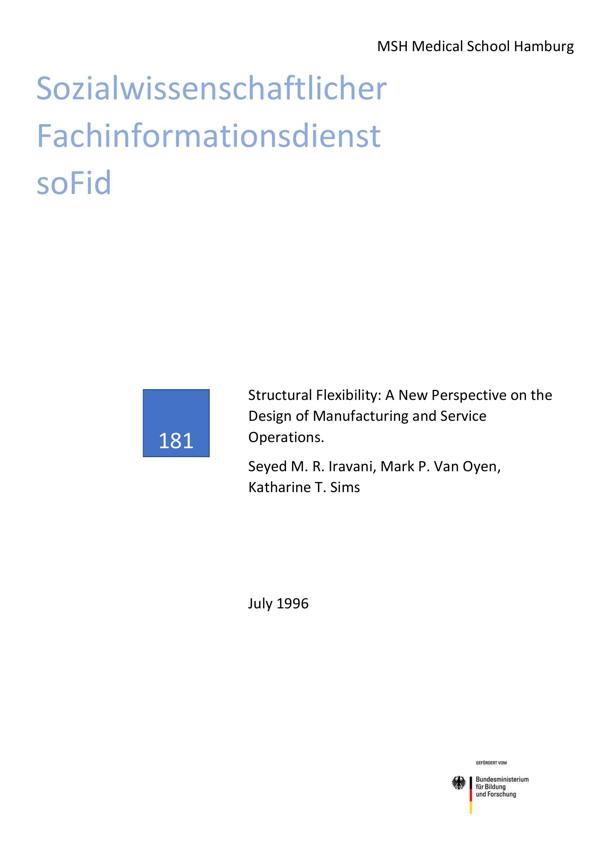 MSH Medical School Hamburg
Sozialwissenschaftlicher
Fachinformationsdienst
soFid
181
Structural Flexibility: A New Perspective on the
Design of Manufacturing and Service
Operations.
Seyed M. R. Iravani, Mark P. Van Oyen,
Katharine T. Sims
July 1996
GEFÖRDERT VOM
Bundesministerium
für Bildung
und Forschung